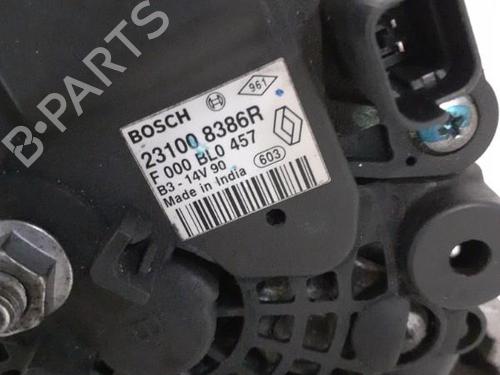 B-PARTS
961
BOSCH
23100 8386R
F 000 BL0 457
B3 - 14V 90
603
Made in India